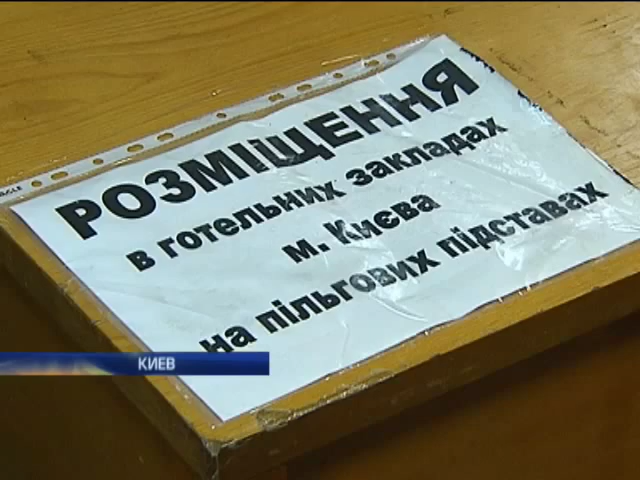 РОЗМІЩЕННЯ
в готельних закладах
м. Києва
на пільгових підставах
КИЕВ